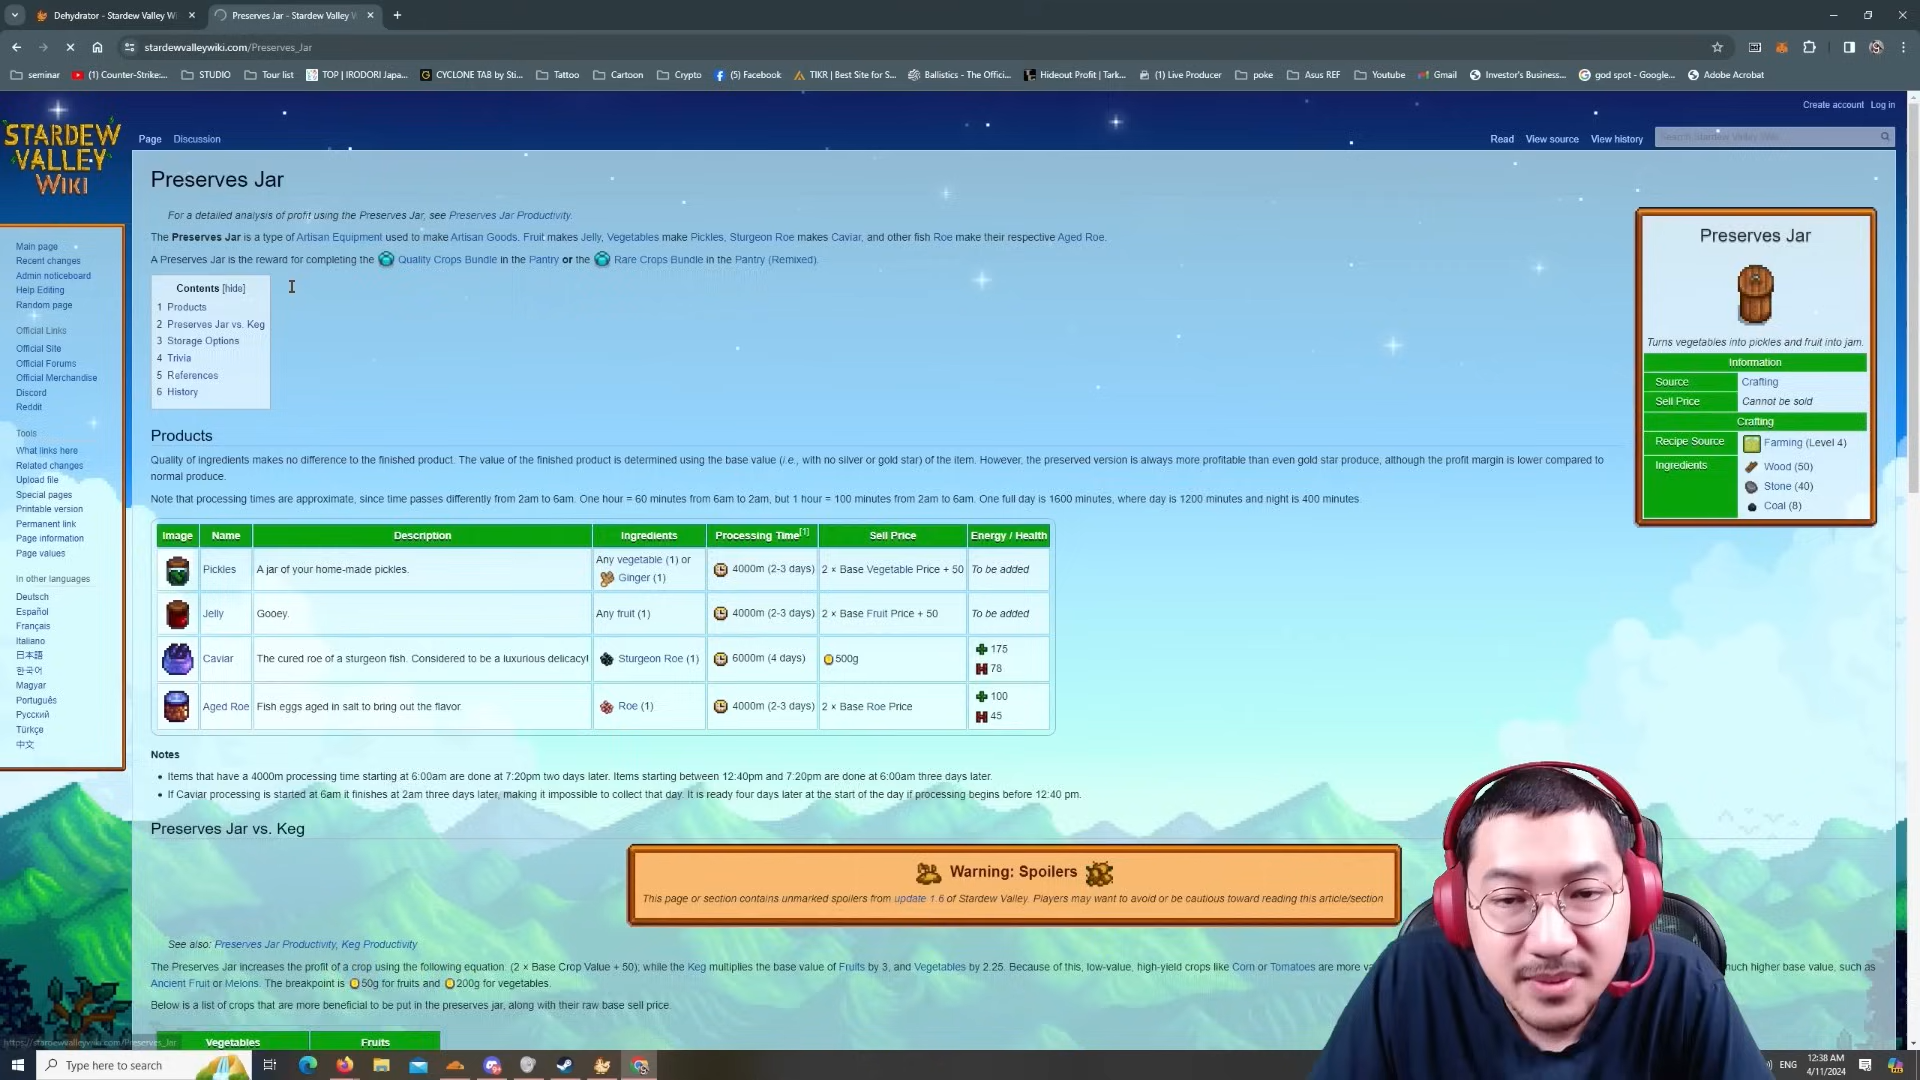 Dehydrator - Stardew Valley Wi
Preserves Jar - Stardew Valley V
stardewvalleywiki.com/Preserves_Jar
seminar
(1) Counter-Strike:...
STUDIO
Tour list
TOP | IRODORI Japa...
CYCLONE TAB by Sti...
Tattoo
Cartoon
Crypto
(5) Facebook
TIKR | Best Site for S...
Ballistics - The Offici...
Hideout Profit | Tark...
(1) Live Producer
poke
Asus REF
Youtube
Gmail
Investor's Business...
god spot - Google...
Adobe Acrobat
Create account Log in
STARDEW
VALLEY
WIKI
Page Discussion
Read View source View history
Search Stardew Valley Wiki
Main page
Recent changes
Admin noticeboard
Help Editing
Random page
Official Links
Official Site
Official Forums
Official Merchandise
Discord
Reddit
Tools
What links here
Related changes
Upload file
Special pages
Printable version
Permanent link
Page information
Page values
In other languages
Deutsch
Español
Français
Italiano
日本語
한국어
Magyar
Português
Русский
Türkçe
中文
Preserves Jar
For a detailed analysis of profit using the Preserves Jar, see Preserves Jar Productivity.
The Preserves Jar is a type of Artisan Equipment used to make Artisan Goods. Fruit makes Jelly, Vegetables make Pickles, Sturgeon Roe makes Caviar, and other fish Roe make their respective Aged Roe.
A Preserves Jar is the reward for completing the Quality Crops Bundle in the Pantry or the Rare Crops Bundle in the Pantry (Remixed).
Contents [hide]
1 Products
2 Preserves Jar vs. Keg
3 Storage Options
4 Trivia
5 References
6 History
Preserves Jar
Turns vegetables into pickles and fruit into jam.
Information
Source Crafting
Sell Price Cannot be sold
Crafting
Recipe Source Farming (Level 4)
Ingredients Wood (50)
Stone (40)
Coal (8)
Products
Quality of ingredients makes no difference to the finished product. The value of the finished product is determined using the base value (i.e., with no silver or gold star) of the item. However, the preserved version is always more profitable than even gold star produce, although the profit margin is lower compared to
normal produce.
Note that processing times are approximate, since time passes differently from 2am to 6am. One hour = 60 minutes from 6am to 2am, but 1 hour = 100 minutes from 2am to 6am. One full day is 1600 minutes, where day is 1200 minutes and night is 400 minutes.
Image Name Description Ingredients Processing Time[1] Sell Price Energy / Health
Pickles A jar of your home-made pickles. Any vegetable (1) or Ginger (1) 4000m (2-3 days) 2 × Base Vegetable Price + 50 To be added
Jelly Gooey. Any fruit (1) 4000m (2-3 days) 2 × Base Fruit Price + 50 To be added
Caviar The cured roe of a sturgeon fish. Considered to be a luxurious delicacy! Sturgeon Roe (1) 6000m (4 days) 500g 175 78
Aged Roe Fish eggs aged in salt to bring out the flavor Roe (1) 4000m (2-3 days) 2 × Base Roe Price 100 45
Notes
Items that have a 4000m processing time starting at 6:00am are done at 7:20pm two days later. Items starting between 12:40pm and 7:20pm are done at 6:00am three days later.
If Caviar processing is started at 6am it finishes at 2am three days later, making it impossible to collect that day. It is ready four days later at the start of the day if processing begins before 12:40 pm.
Preserves Jar vs. Keg
Warning: Spoilers
This page or section contains unmarked spoilers from update 1.6 of Stardew Valley. Players may want to avoid or be cautious toward reading this article/section
See also: Preserves Jar Productivity, Keg Productivity
The Preserves Jar increases the profit of a crop using the following equation: (2 × Base Crop Value + 50); while the Keg multiplies the base value of Fruits by 3, and Vegetables by 2.25. Because of this, low-value, high-yield crops like Corn or Tomatoes are more much higher base value, such as
Ancient Fruit or Melons. The breakpoint is 50g for fruits and 200g for vegetables.
Below is a list of crops that are more beneficial to be put in the preserves jar, along with their raw base sell price.
Vegetables Fruits
https://stardewvalleywiki.com/Preserves_Jar
Type here to search
ENG
12:38 AM
4/11/2024